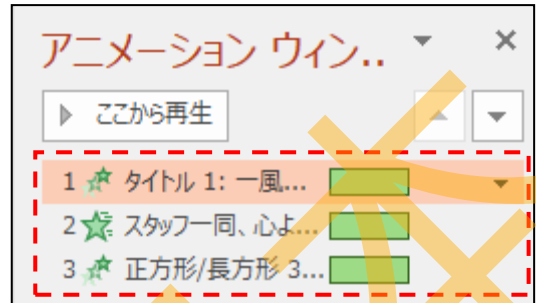 アニメーション ウィン..
ここから再生
1 タイトル 1: 一風...
2 スタッフ一同、心よ...
3 正方形/長方形 3...